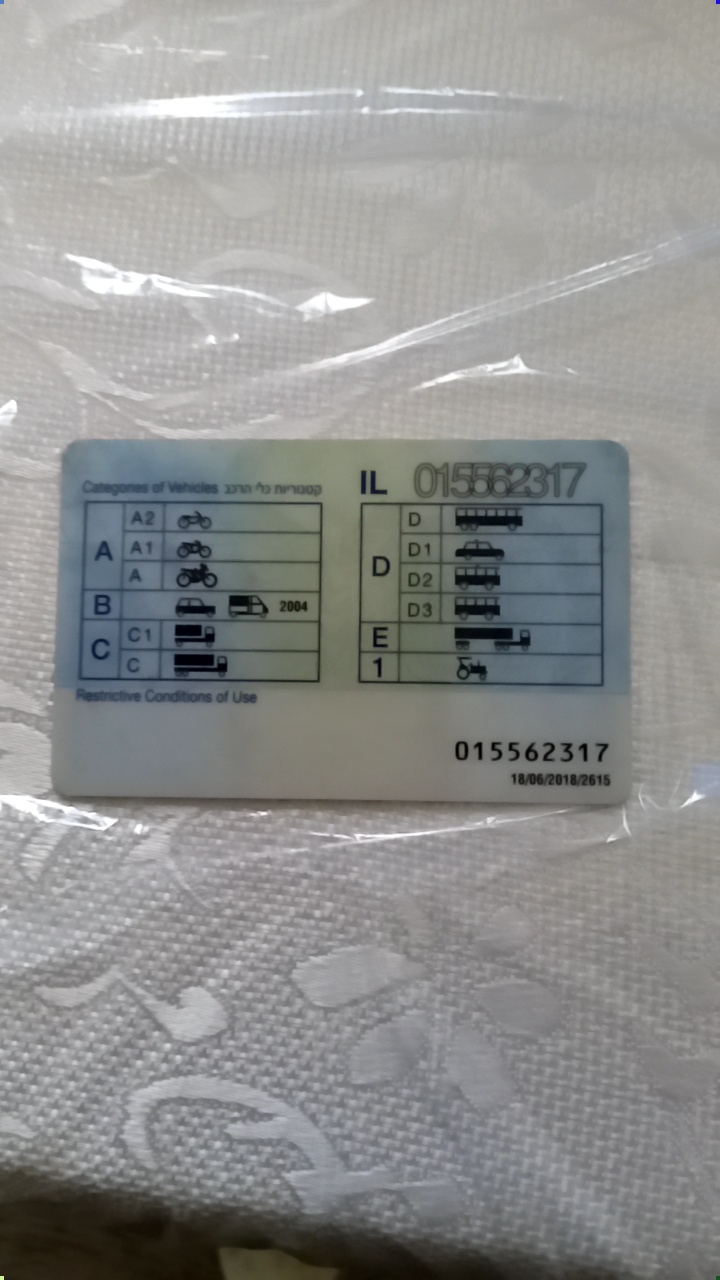 Categories of Vehicles קטגוריות כלי הרכב
IL 015562317
A
A2
A1
A
B 2004
C
C1
C
D
D
D1
D2
D3
E
1
Restrictive Conditions of Use
015562317
18/06/2018/2615